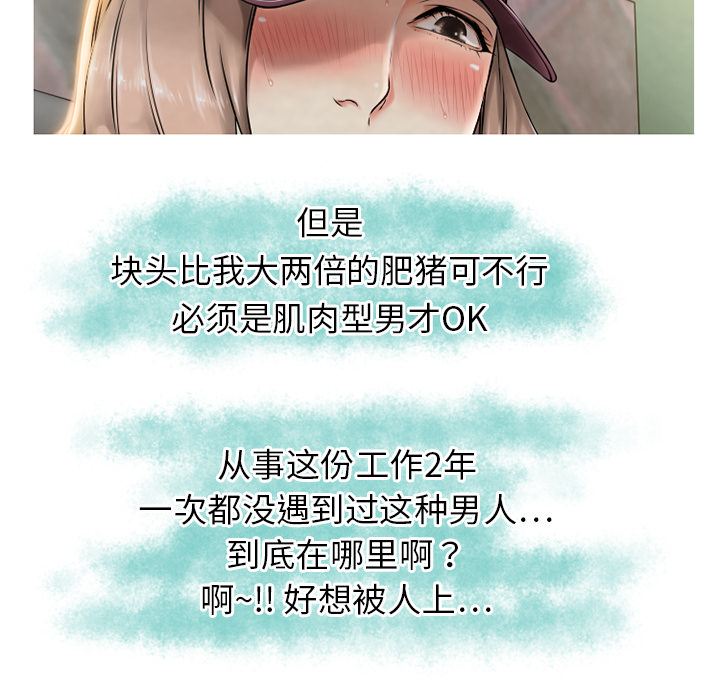 但是
块头比我大两倍的肥猪可不行
必须是肌肉型男才OK
从事这份工作2年
一次都没遇到过这种男人...
到底在哪里啊？
啊~!! 好想被人上...